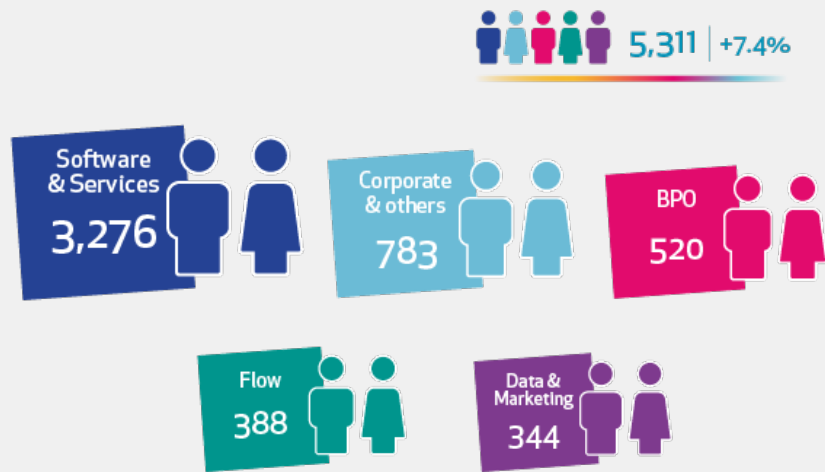 5,311 | +7.4%
Software
& Services
3,276
Corporate
& others
783
BPO
520
Flow
388
Data &
Marketing
344